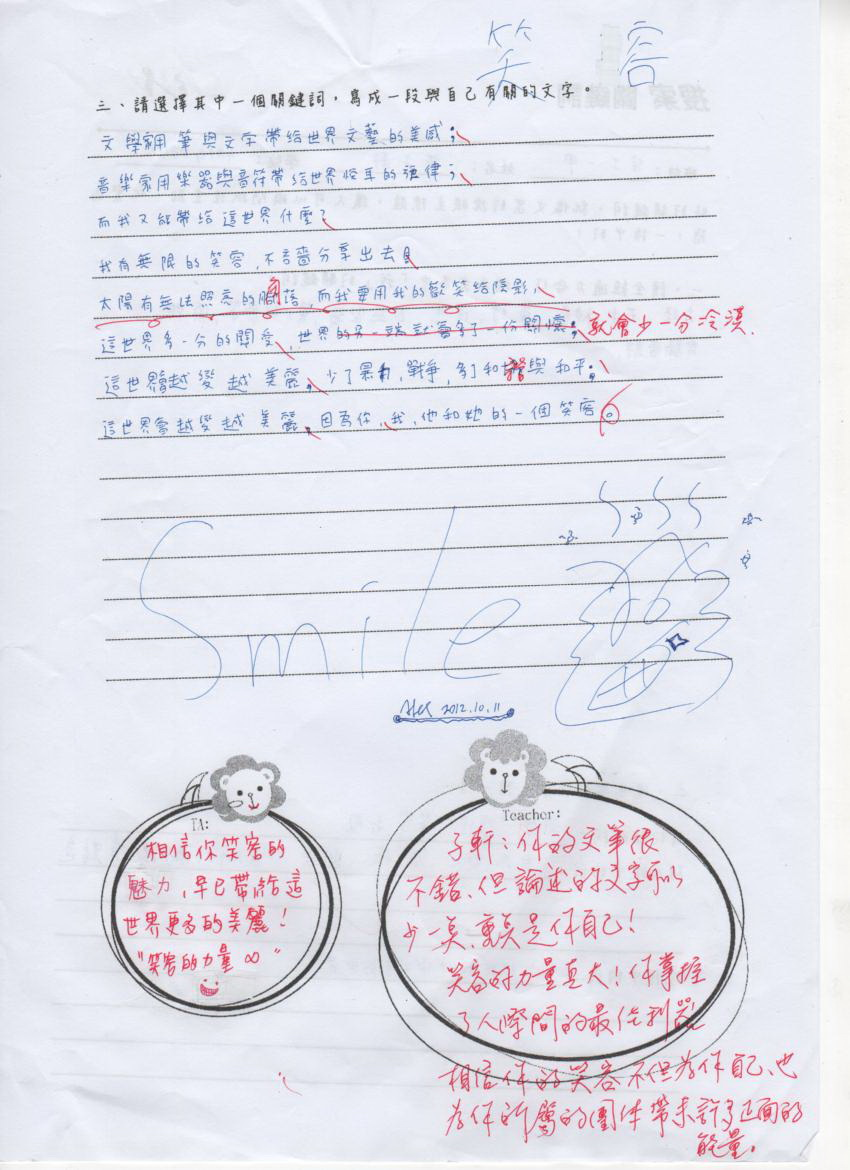 笑 容
三、請選擇其中一個關鍵詞,寫成一段與自己有關的文字。
文學家用筆與文字帶給世界文藝的美感;
音樂家用樂器與音符帶給世界悅耳的旋律;
而我又能帶給這世界什麼?
我有無限的笑容,不吝嗇分享出去
太陽有無法照亮的角落,而我要用我的歡笑給陰影,
這世界多一分的關愛,世界的另一端就會多了一份關懷; 就會少一分冷漠.
這世界會越變越美麗,少了暴力,戰爭,多了和諧與和平;
這世界會越變越美麗,因為你,我,他和她的一個笑容。
Smile
Alex 2012.10.11
TA:
相信你笑容的
魅力,早已帶給這
世界更多的美麗!
"笑容的力量 ∞"
Teacher:
子軒:你的文筆很
不錯、但論述的文字可以
少一點、更是你自己!
笑容的力量真大!你掌握
了人際間的最佳利器
相信你的笑容不但為你自己、也
為你所屬的團體帶來許多正面的
能量。